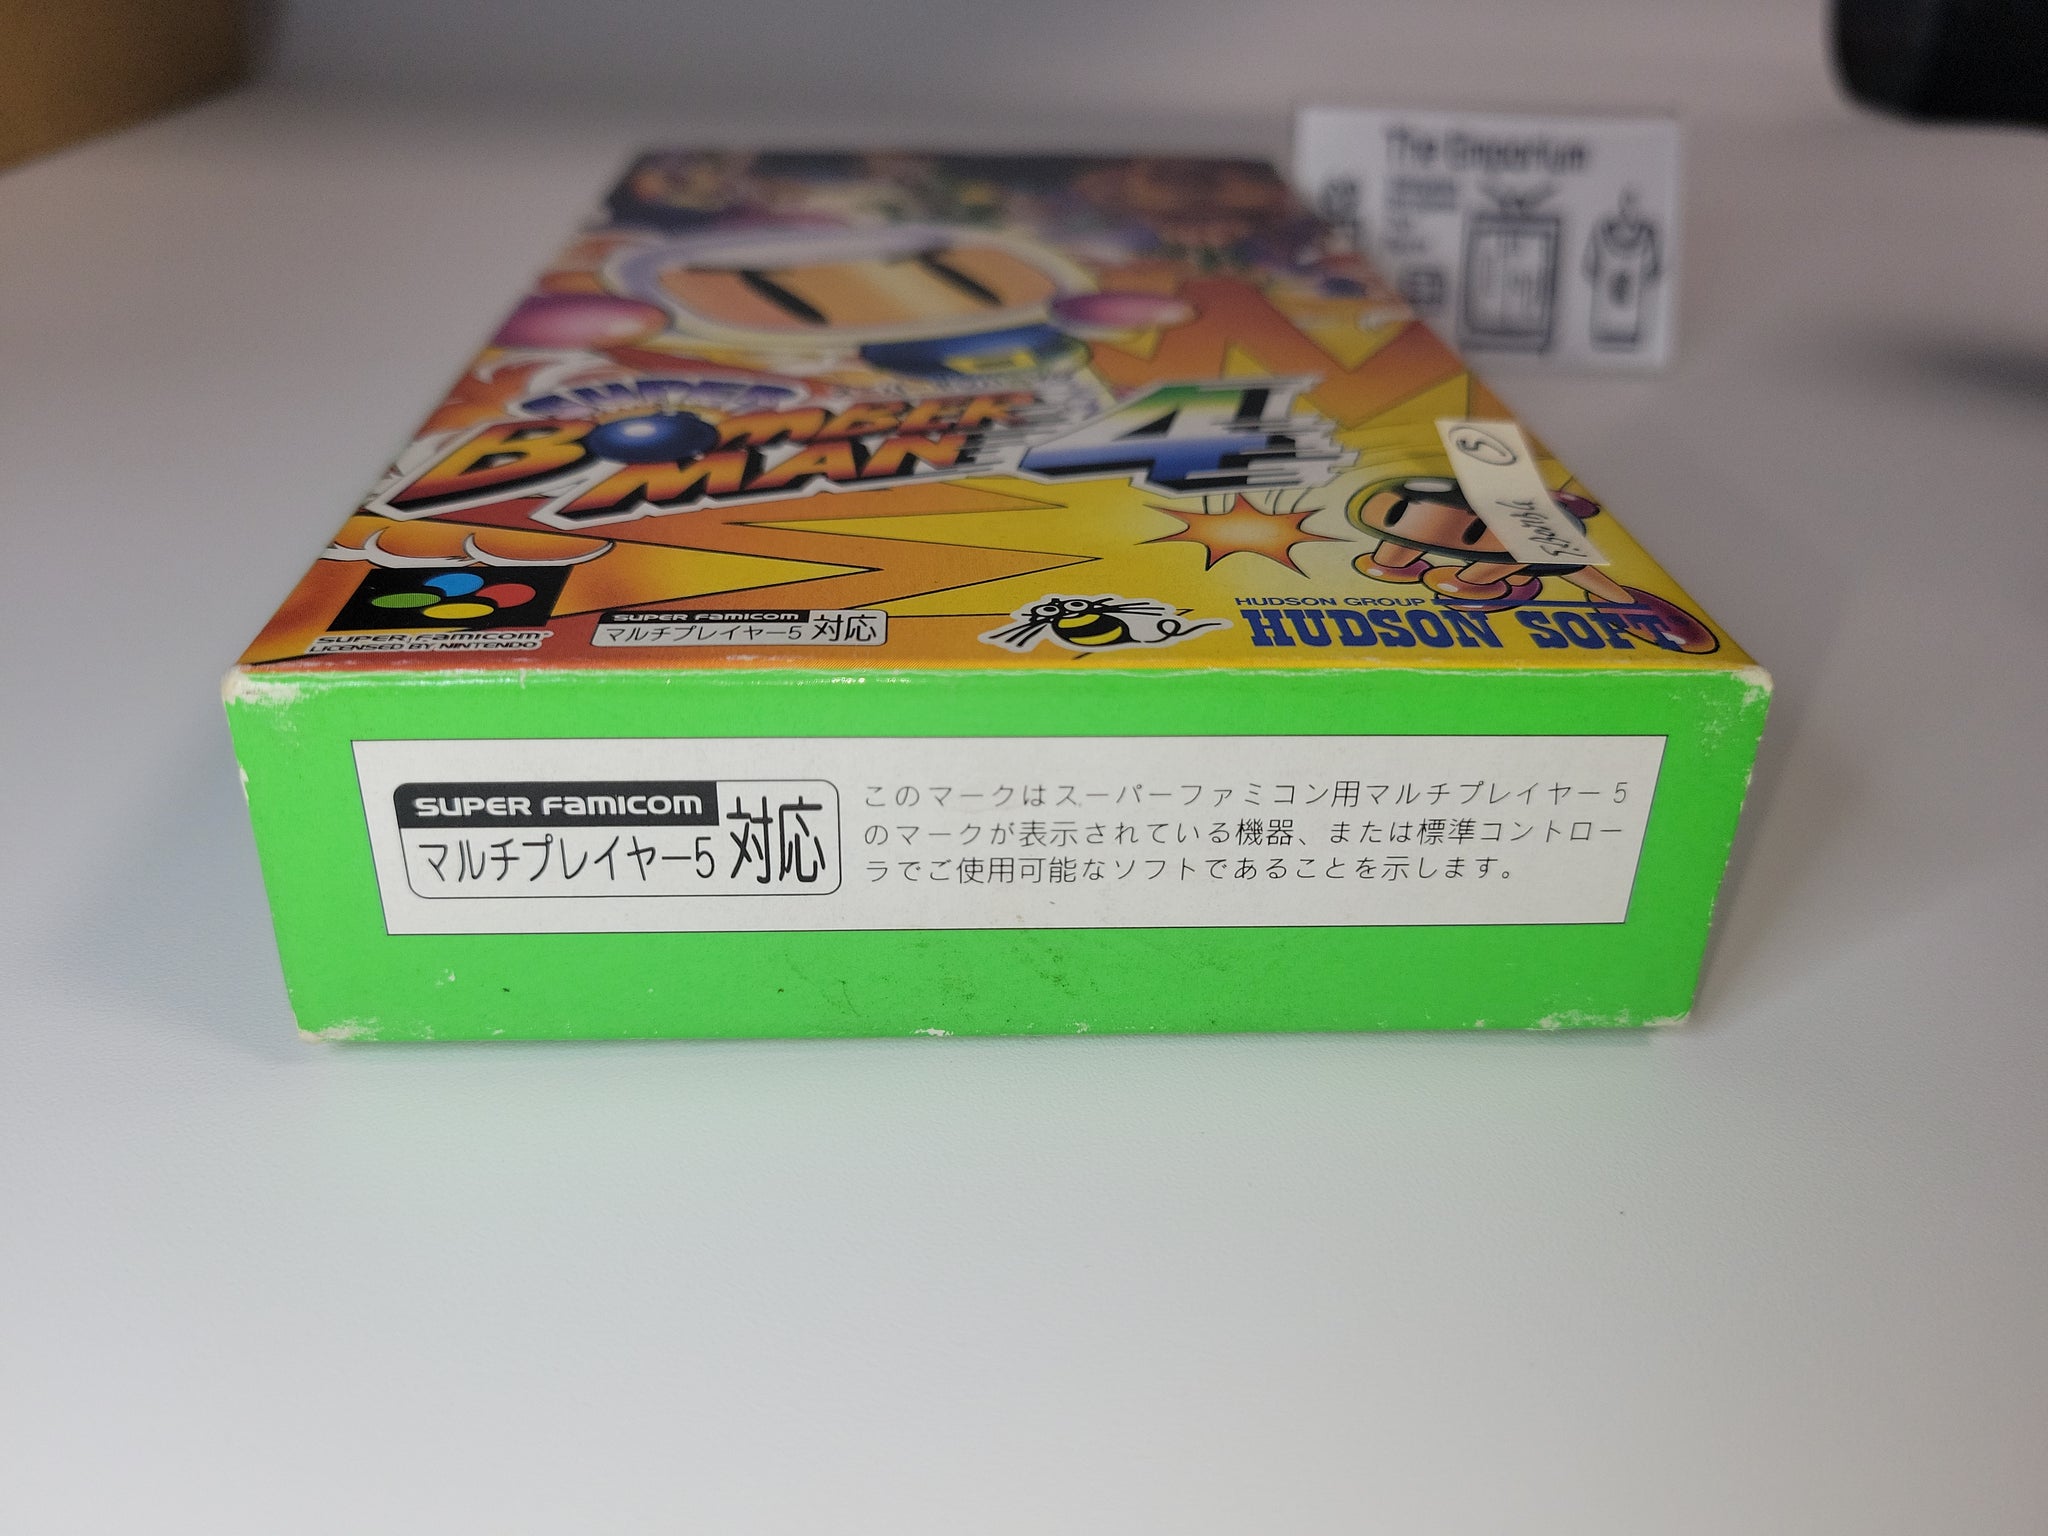 The Emporium
SUPER
BOMBER
MAN
4
5
SUPER FAMICOM
LICENSED BY NINTENDO
SUPER FAMICOM
マルチプレイヤー5 対応
HUDSON GROUP
HUDSON SOFT
SUPER FAMICOM
マルチプレイヤー5 対応
このマークはスーパーファミコン用マルチプレイヤー5
のマークが表示されている機器、または標準コントロー
ラでご使用可能なソフトであることを示します。